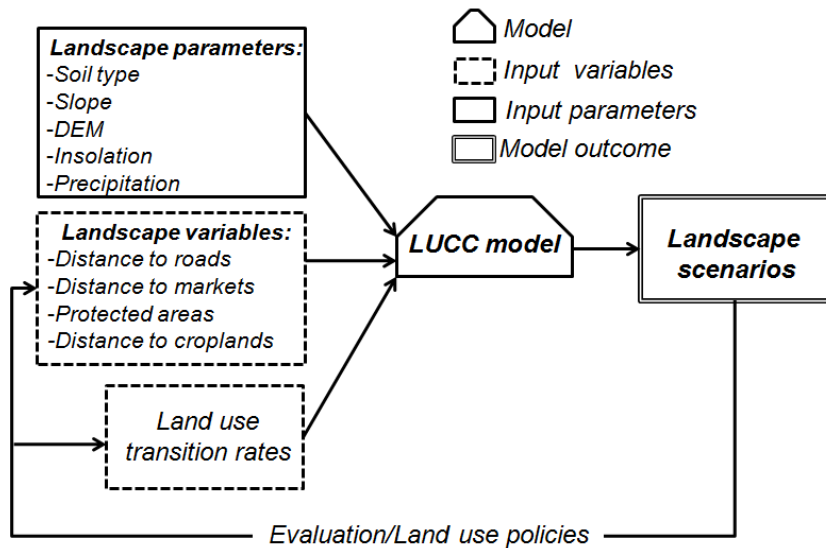 Landscape parameters:
-Soil type
-Slope
-DEM
-Insolation
-Precipitation
Model
Input variables
Input parameters
Model outcome
Landscape variables:
-Distance to roads
-Distance to markets
-Protected areas
-Distance to croplands
LUCC model
Landscape
scenarios
Land use
transition rates
Evaluation/Land use policies